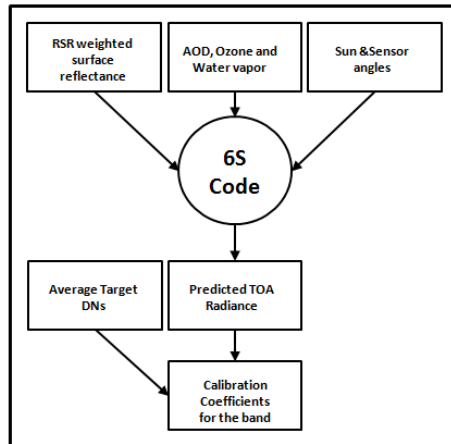 RSR weighted
surface
reflectance
AOD, Ozone and
Water vapor
Sun &Sensor
angles
6S
Code
Average Target
DNs
Predicted TOA
Radiance
Calibration
Coefficients
for the band